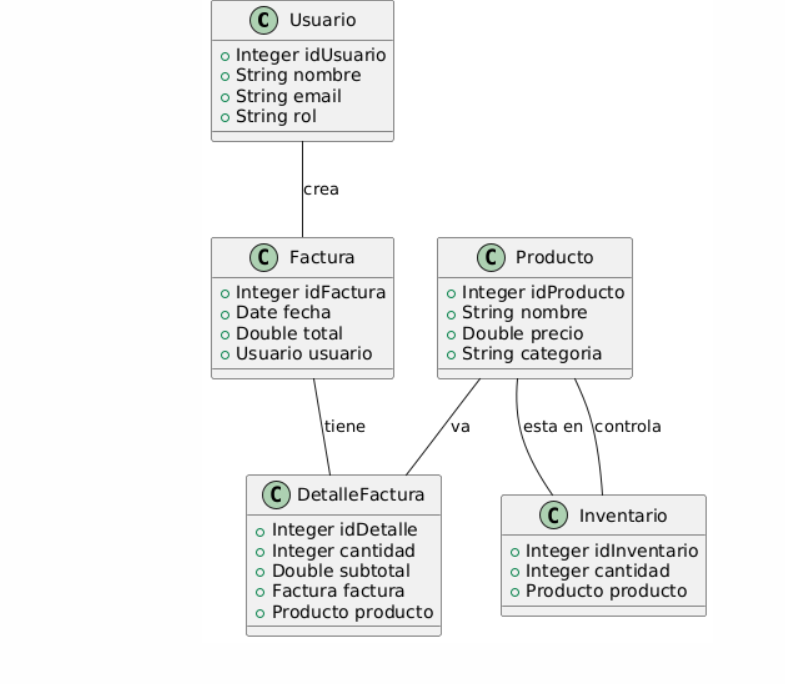 C Usuario
Integer idUsuario
String nombre
String email
String rol
crea
C Factura
Integer idFactura
Date fecha
Double total
Usuario usuario
C Producto
Integer idProducto
String nombre
Double precio
String categoria
tiene
va
esta en
controla
C DetalleFactura
Integer idDetalle
Integer cantidad
Double subtotal
Factura factura
Producto producto
C Inventario
Integer idInventario
Integer cantidad
Producto producto